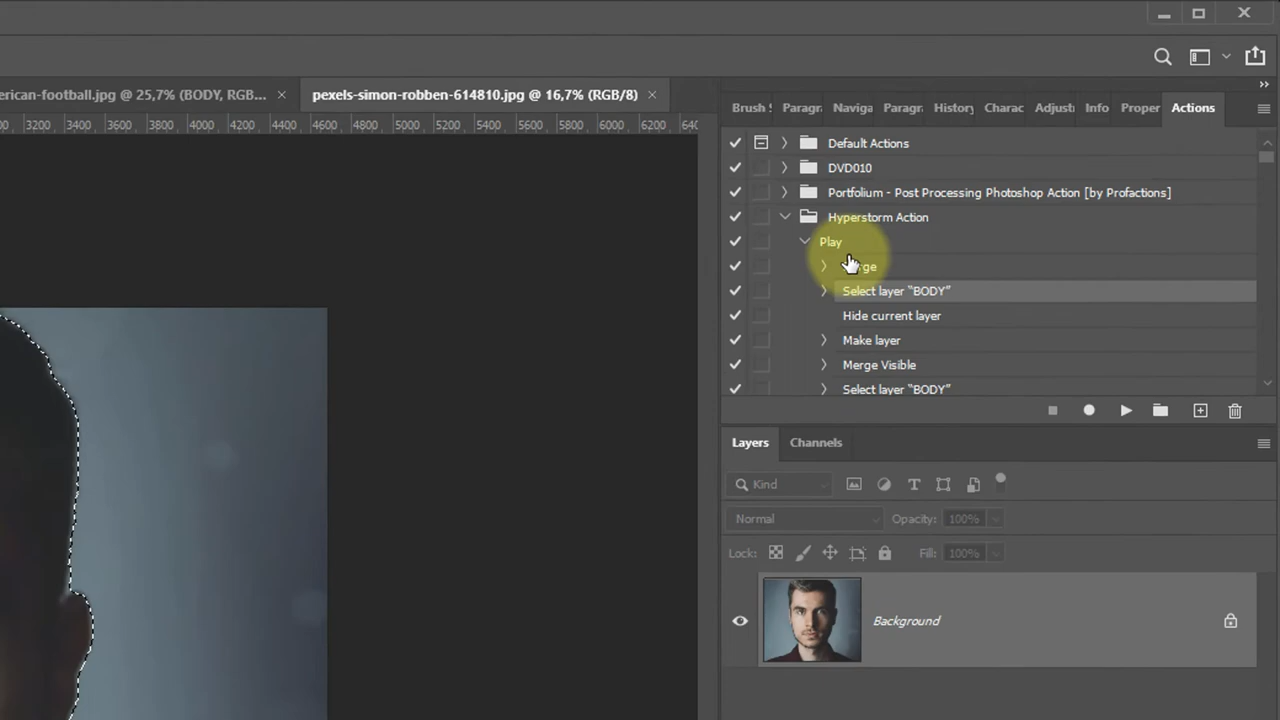 erican-football.jpg @ 25,7% (BODY, RGB... pexels-simon-robben-614810.jpg @ 16,7% (RGB/8)
3200 3400 3600 3800 4000 4200 4400 4600 4800 5000 5200 5400 5600 5800 6000 6200 640
Brush S Paragr Naviga Paragr History Charac Adjust Info Proper Actions
Default Actions
DVD010
Portfolium - Post Processing Photoshop Action [by Profactions]
Hyperstorm Action
Play
Select layer “BODY”
Hide current layer
Make layer
Merge Visible
Select layer “BODY”
Layers Channels
Kind
Normal Opacity: 100%
Lock: Fill: 100%
Background